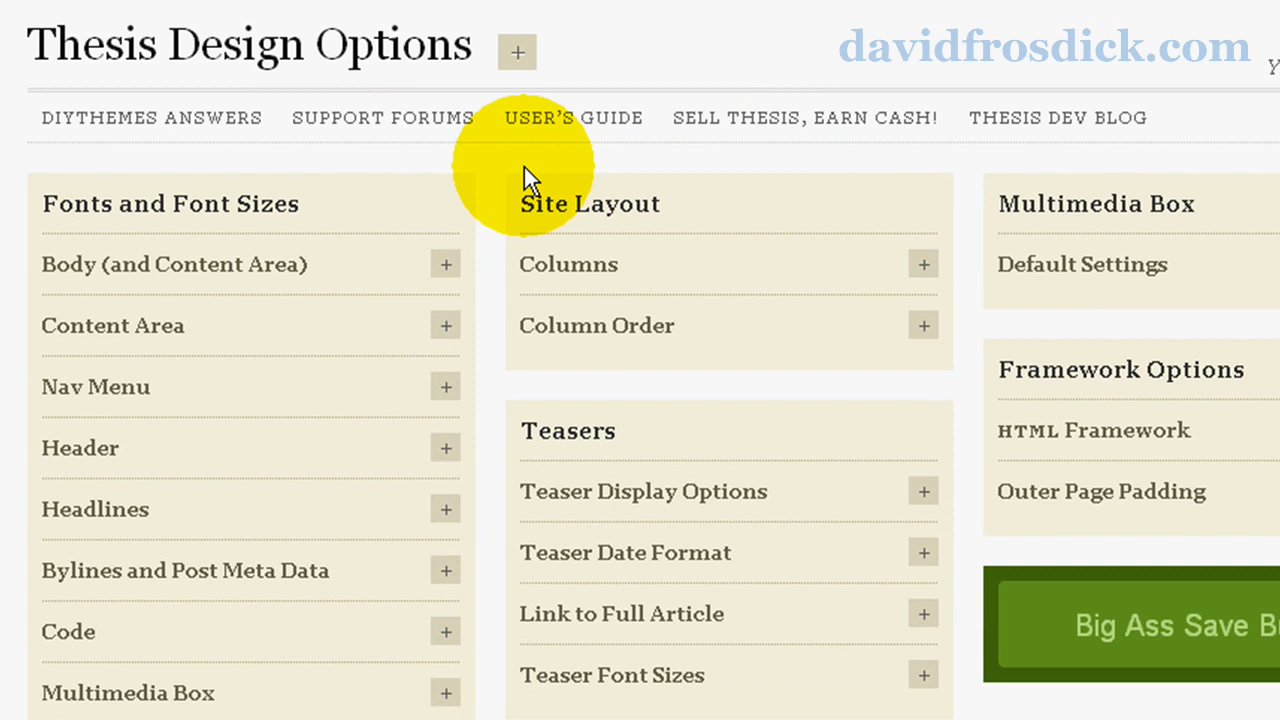 Thesis Design Options +
davidfrosdick.com
DIYTHEMES ANSWERS SUPPORT FORUMS USER'S GUIDE SELL THESIS, EARN CASH! THESIS DEV BLOG
Fonts and Font Sizes
Body (and Content Area) +
Content Area +
Nav Menu +
Header +
Headlines +
Bylines and Post Meta Data +
Code +
Multimedia Box +
Site Layout
Columns +
Column Order +
Teasers
Teaser Display Options +
Teaser Date Format +
Link to Full Article +
Teaser Font Sizes +
Multimedia Box
Default Settings
Framework Options
HTML Framework
Outer Page Padding
Big Ass Save